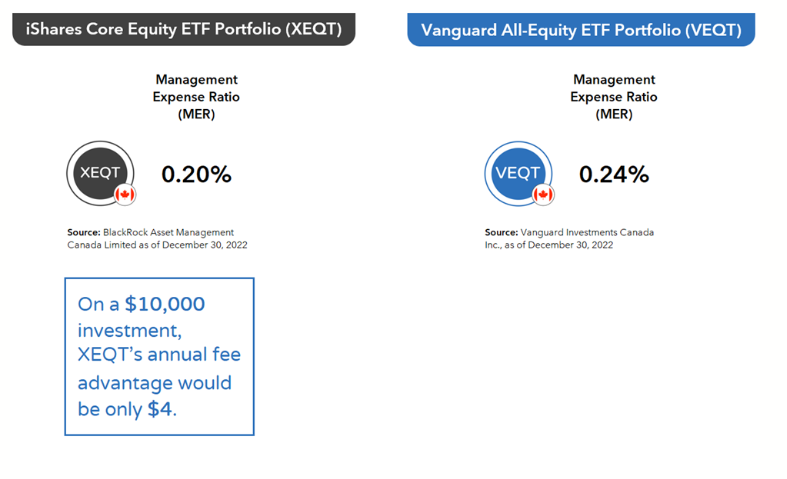 iShares Core Equity ETF Portfolio (XEQT)
Management
Expense Ratio
(MER)
XEQT
0.20%
Source: BlackRock Asset Management
Canada Limited as of December 30, 2022
On a $10,000
investment,
XEQT's annual fee
advantage would
be only $4.
Vanguard All-Equity ETF Portfolio (VEQT)
Management
Expense Ratio
(MER)
VEQT
0.24%
Source: Vanguard Investments Canada
Inc., as of December 30, 2022